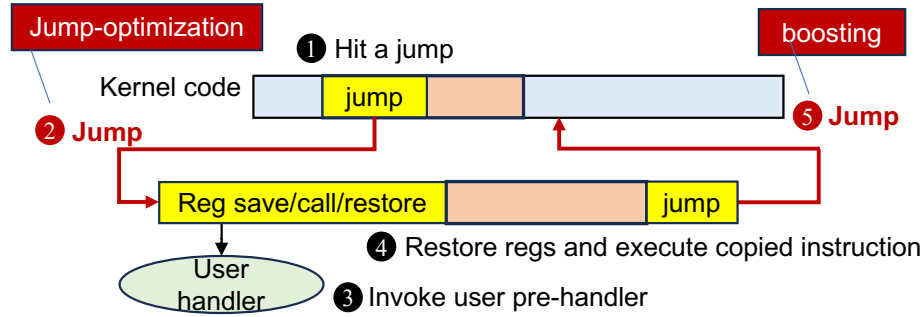 Jump-optimization
boosting
❶ Hit a jump
Kernel code
jump
❷ Jump
❺ Jump
Reg save/call/restore
jump
❹ Restore regs and execute copied instruction
User
handler
❸ Invoke user pre-handler